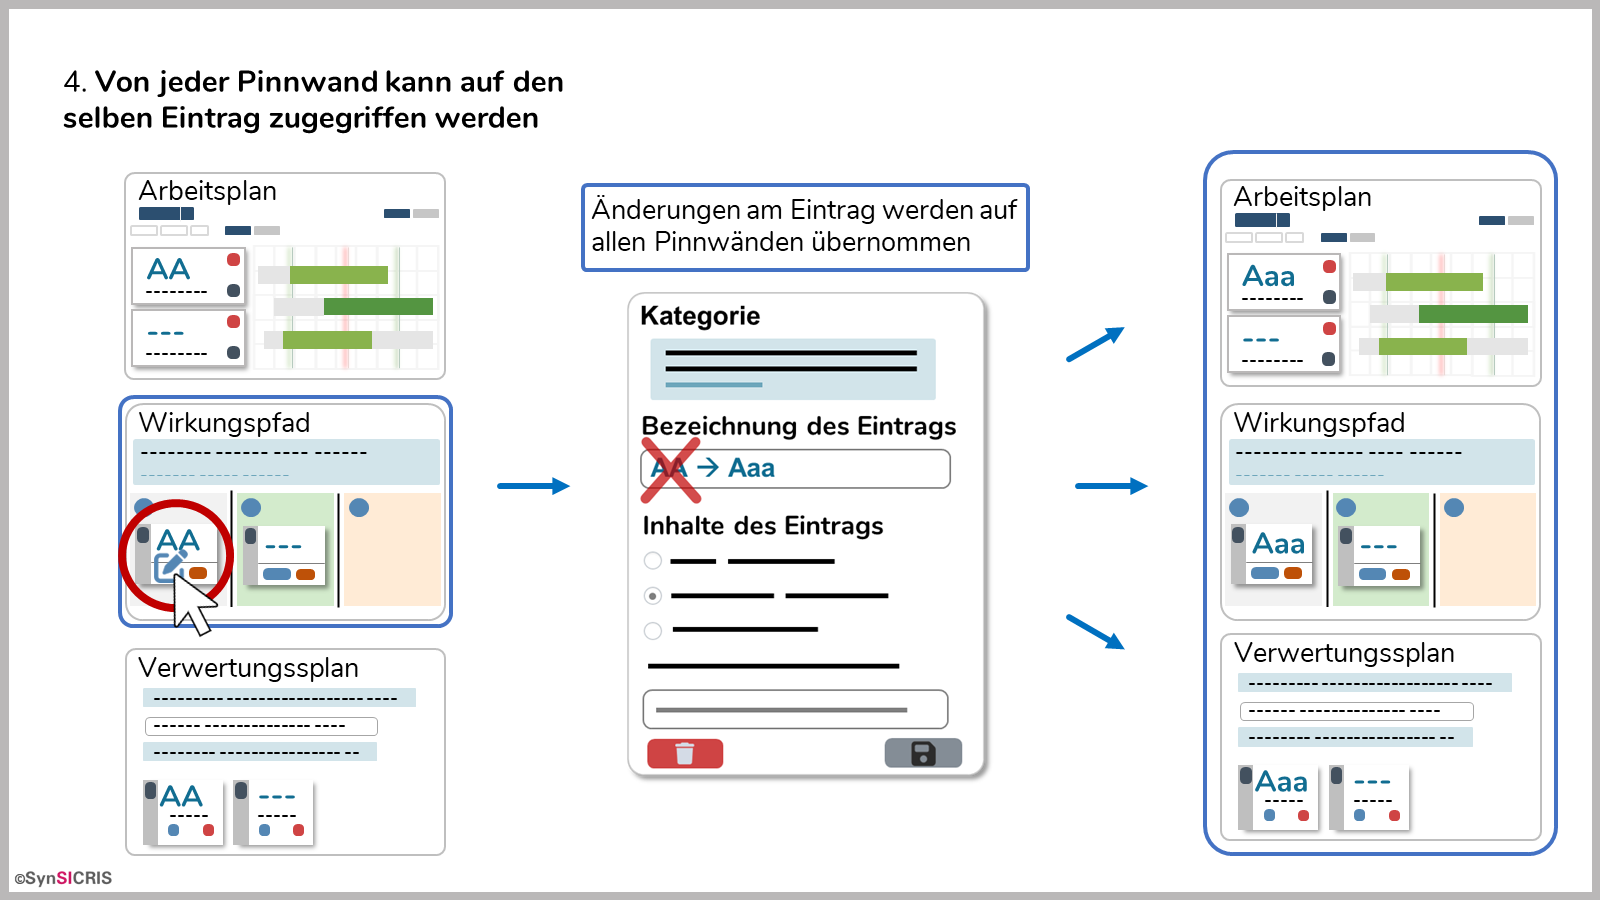 4. Von jeder Pinnwand kann auf den
selben Eintrag zugegriffen werden
Arbeitsplan
AA
Wirkungspfad
AA
Verwertungsplan
AA
Änderungen am Eintrag werden auf
allen Pinnwänden übernommen
Kategorie
Bezeichnung des Eintrags
AA → Aaa
Inhalte des Eintrags
Arbeitsplan
Aaa
Wirkungspfad
Aaa
Verwertungsplan
Aaa
©SynSICRIS